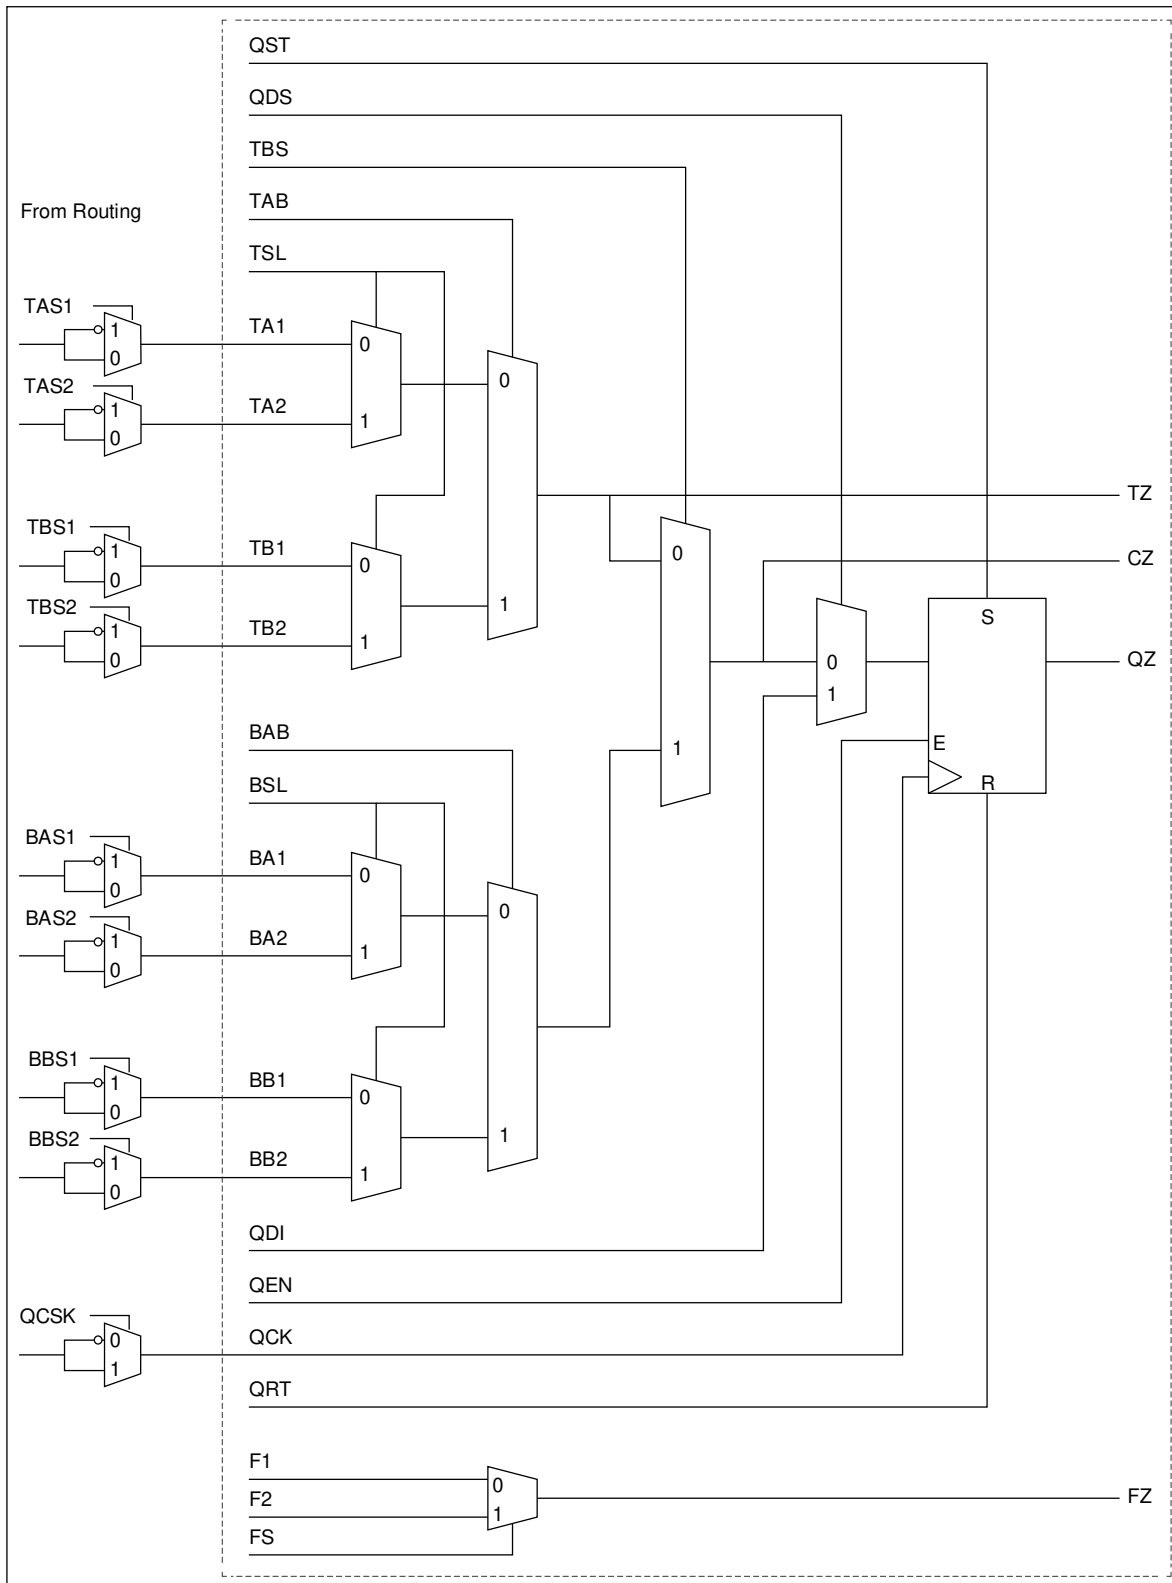 QST
QDS
TBS
TAB
From Routing
TSL
TAS1
1
0
TA1
0
TAS2
1
0
TA2
1
0
TBS1
1
0
TB1
0
TBS2
1
0
TB2
1
1
TZ
0
CZ
S
0
1
QZ
E
R
BAB
1
BSL
BAS1
1
0
BA1
0
BAS2
1
0
BA2
1
0
BBS1
1
0
BB1
0
BBS2
1
0
BB2
1
1
QDI
QEN
QCSK
0
1
QCK
QRT
F1
0
F2
1
FS
FZ